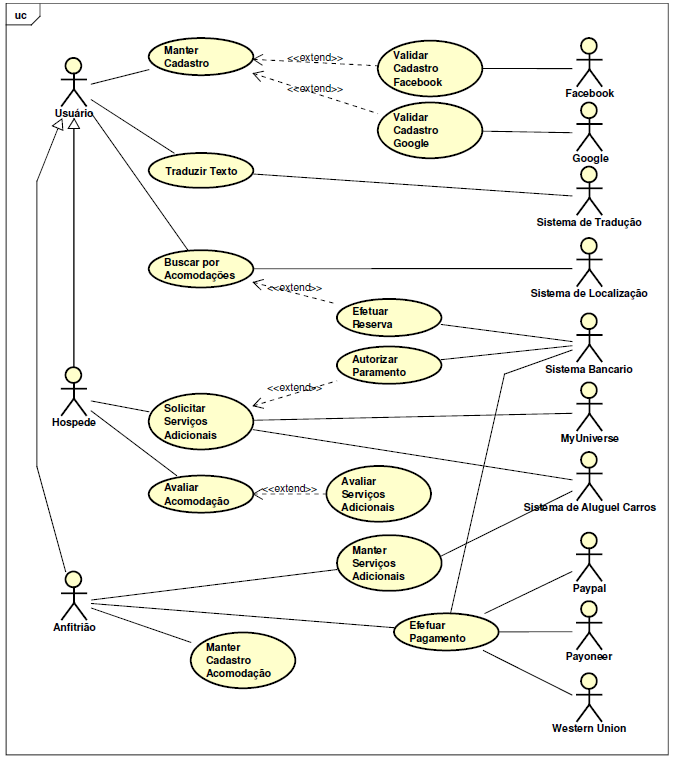 uc
Manter
Cadastro
<<extend>>
Validar
Cadastro
Facebook
Facebook
Usuário
<<extend>>
Validar
Cadastro
Google
Google
Traduzir Texto
Sistema de Tradução
Buscar por
Acomodações
Sistema de Localização
<<extend>>
Efetuar
Reserva
Sistema Bancario
Autorizar
Paramento
Hospede
Solicitar
Serviços
Adicionais
<<extend>>
MyUniverse
Avaliar
Acomodação
<<extend>>
Avaliar
Serviços
Adicionais
Sistema de Aluguel Carros
Manter
Serviços
Adicionais
Paypal
Anfitrião
Efefuar
Pagamento
Payoneer
Manter
Cadastro
Acomodação
Western Union